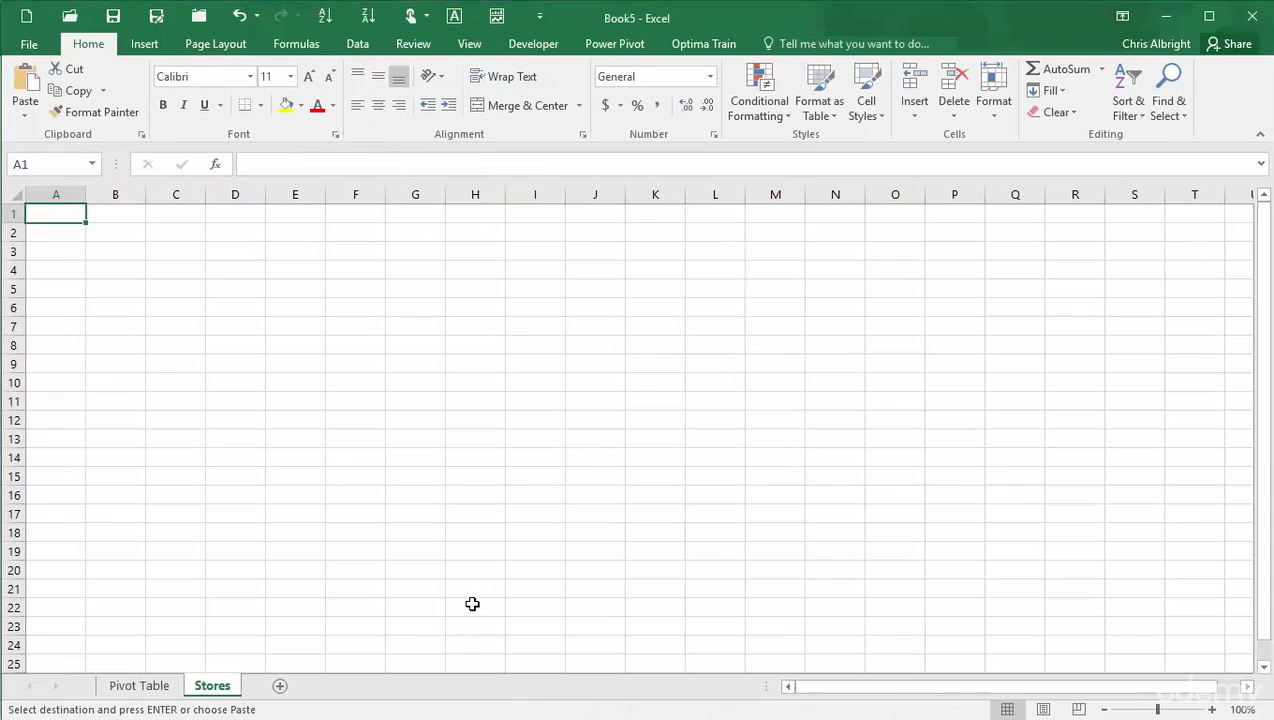 Book5 - Excel
File Home Insert Page Layout Formulas Data Review View Developer Power Pivot Optima Train Tell me what you want to do... Chris Albright Share
Paste
Cut
Copy
Format Painter
Clipboard
Calibri 11
B I U A
Font
Wrap Text
Merge & Center
Alignment
General
$ % ,
Number
Conditional Formatting
Format as Table
Cell Styles
Styles
Insert
Delete
Format
Cells
AutoSum
Fill
Clear
Sort & Filter
Find & Select
Editing
A1 fx
A B C D E F G H I J K L M N O P Q R S T
1
2
3
4
5
6
7
8
9
10
11
12
13
14
15
16
17
18
19
20
21
22
23
24
25
Pivot Table Stores
udemy
Select destination and press ENTER or choose Paste 100%